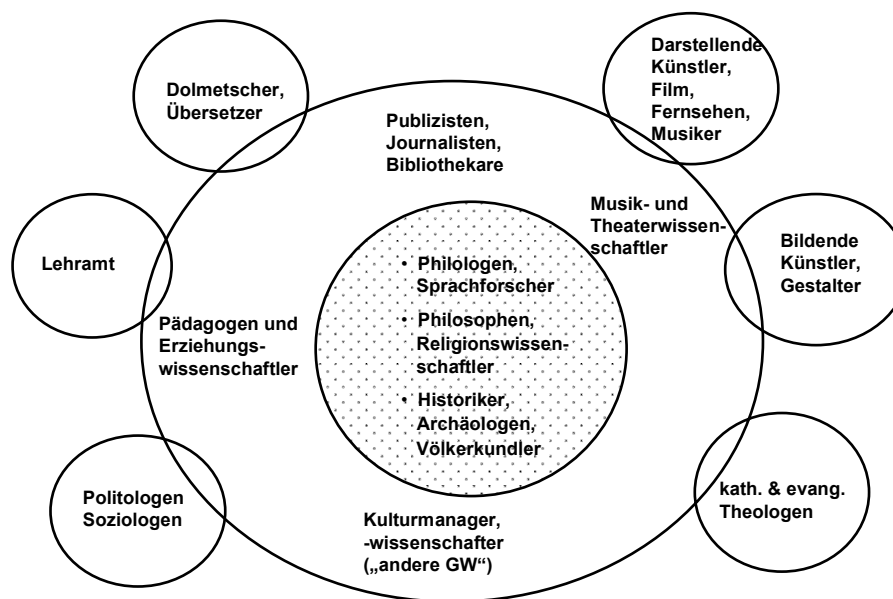 Dolmetscher,
Übersetzer
Darstellende
Künstler,
Film,
Fernsehen,
Musiker
Publizisten,
Journalisten,
Bibliothekare
Musik- und
Theaterwissen-
schaftler
Lehramt
Bildende
Künstler,
Gestalter
• Philologen,
Sprachforscher
• Philosophen,
Religionswissen-
schaftler
• Historiker,
Archäologen,
Völkerkundler
Pädagogen und
Erziehungs-
wissenschaftler
Politologen
Soziologen
kath. & evang.
Theologen
Kulturmanager,
-wissenschafter
(„andere GW“)